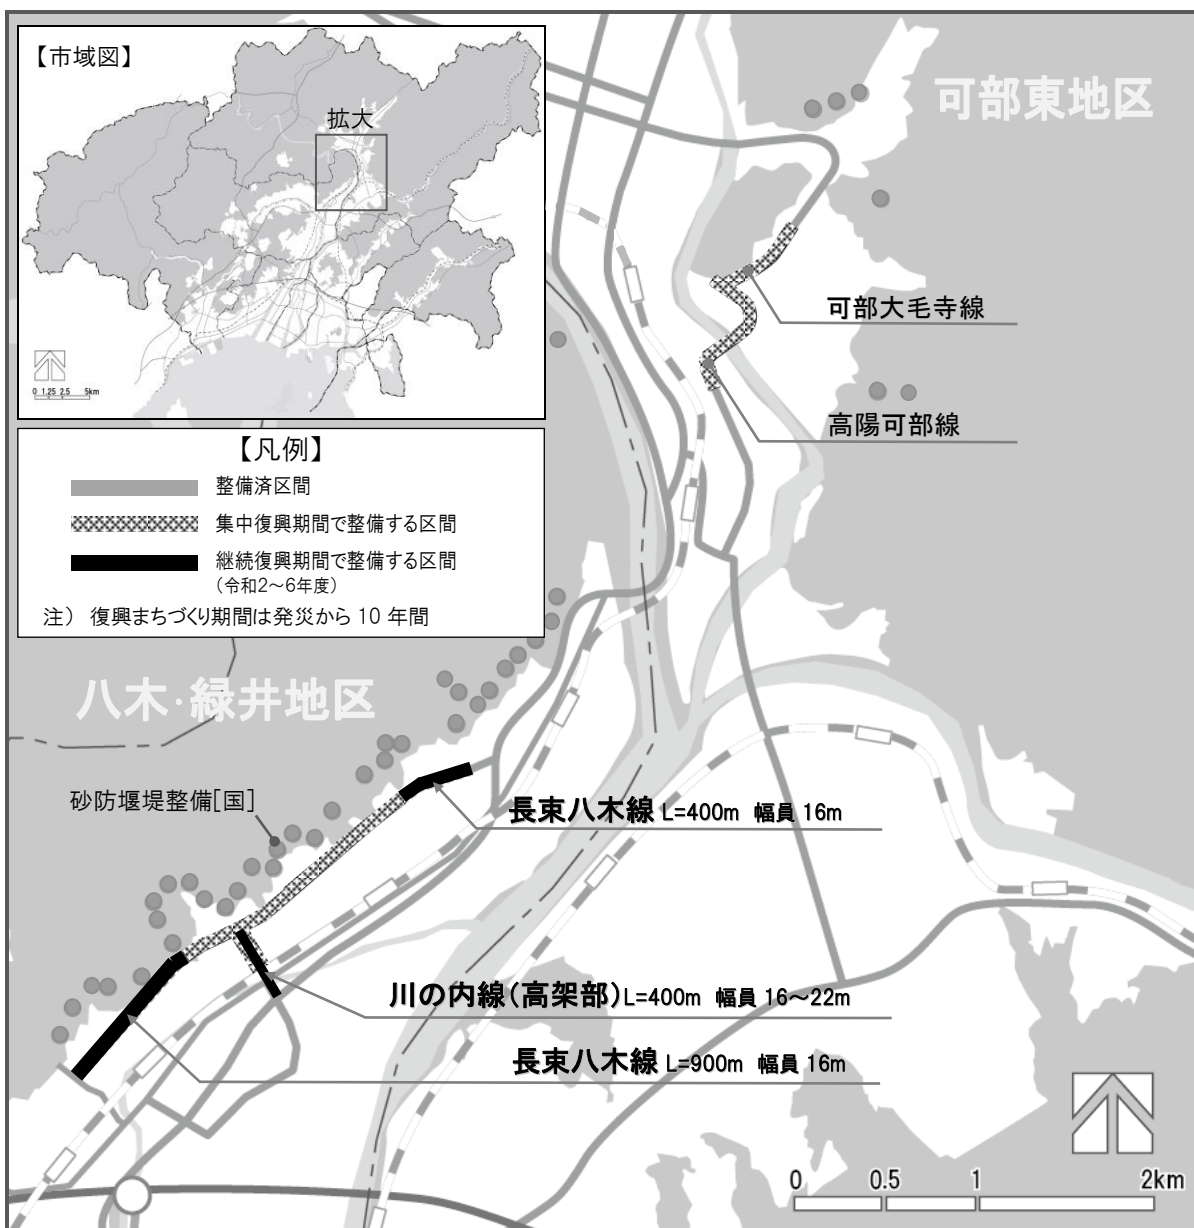 【市域図】
拡大
0 1.25 2.5 5km
【凡例】
整備済区間
集中復興期間で整備する区間
継続復興期間で整備する区間
(令和2~6年度)
注) 復興まちづくり期間は発災から 10 年間
可部東地区
可部大毛寺線
高陽可部線
八木・緑井地区
砂防堰堤整備[国]
長束八木線 L=400m 幅員 16m
川の内線(高架部) L=400m 幅員 16~22m
長束八木線 L=900m 幅員 16m
0 0.5 1 2km